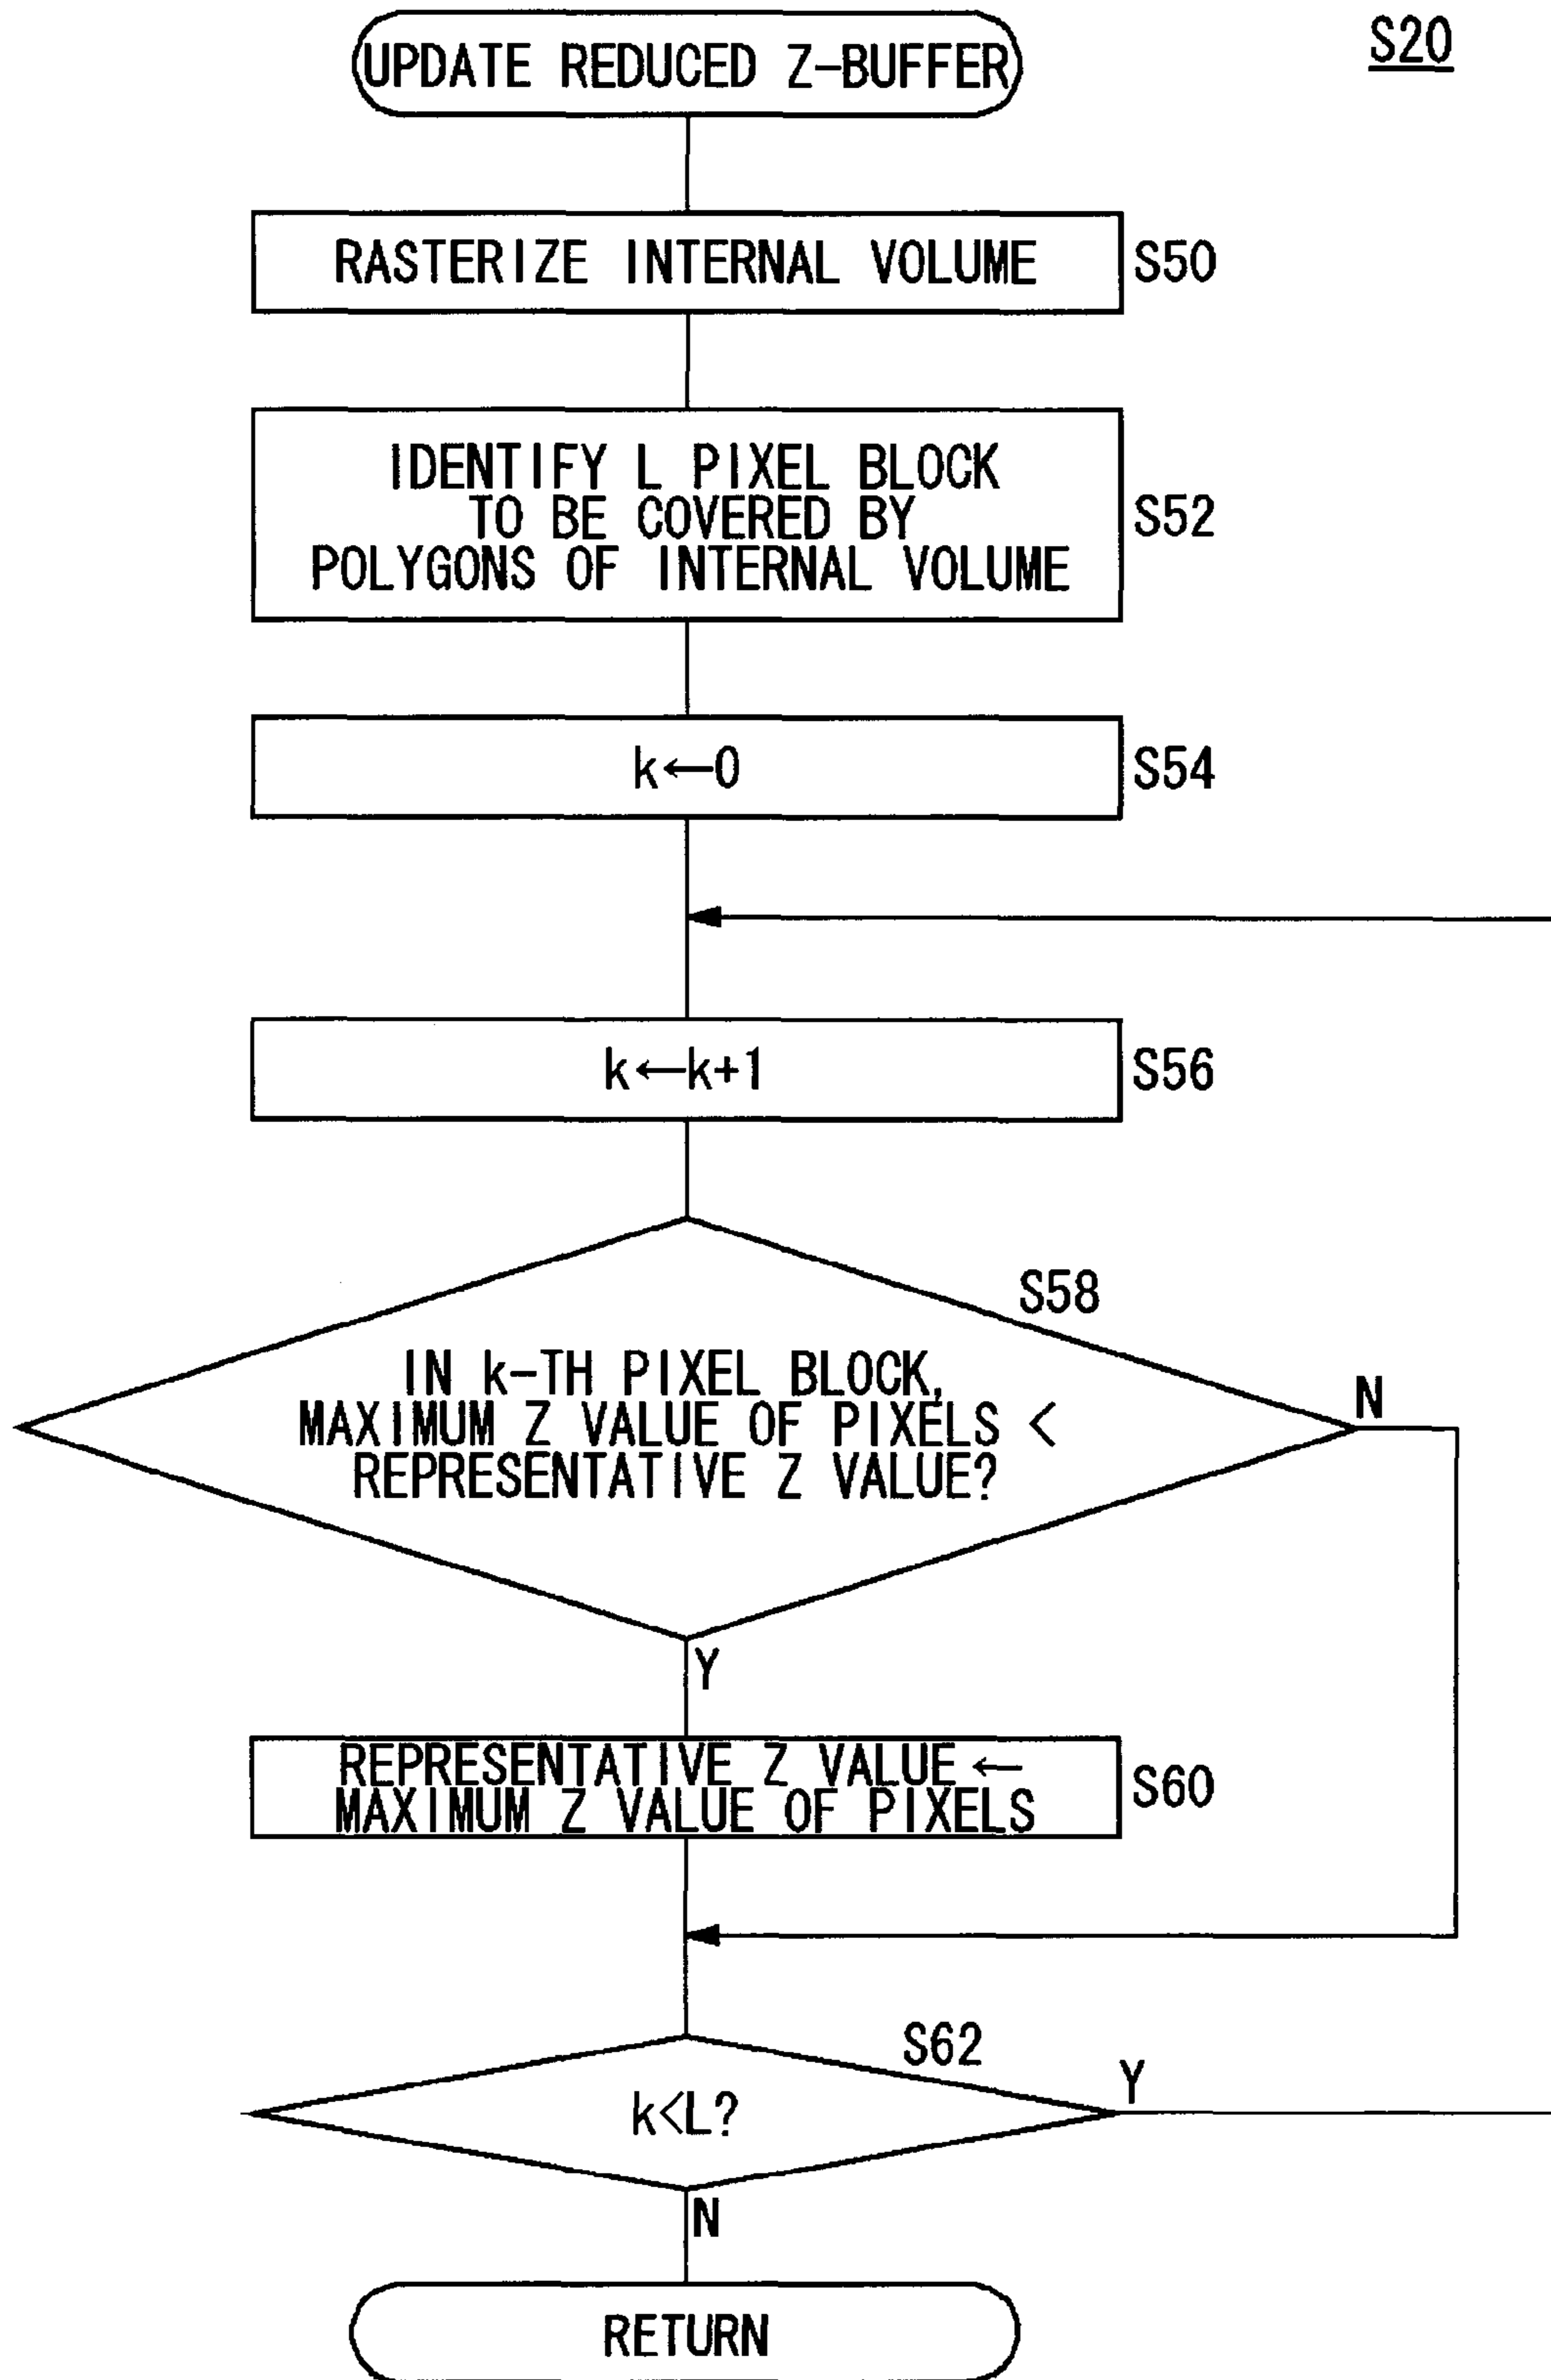 S20
UPDATE REDUCED Z-BUFFER
RASTERIZE INTERNAL VOLUME
S50
IDENTIFY L PIXEL BLOCK
TO BE COVERED BY
POLYGONS OF INTERNAL VOLUME
S52
k←0
S54
k←k+1
S56
S58
IN k-TH PIXEL BLOCK,
MAXIMUM Z VALUE OF PIXELS <
REPRESENTATIVE Z VALUE?
N
Y
REPRESENTATIVE Z VALUE ←
MAXIMUM Z VALUE OF PIXELS
S60
S62
k<L?
Y
N
RETURN